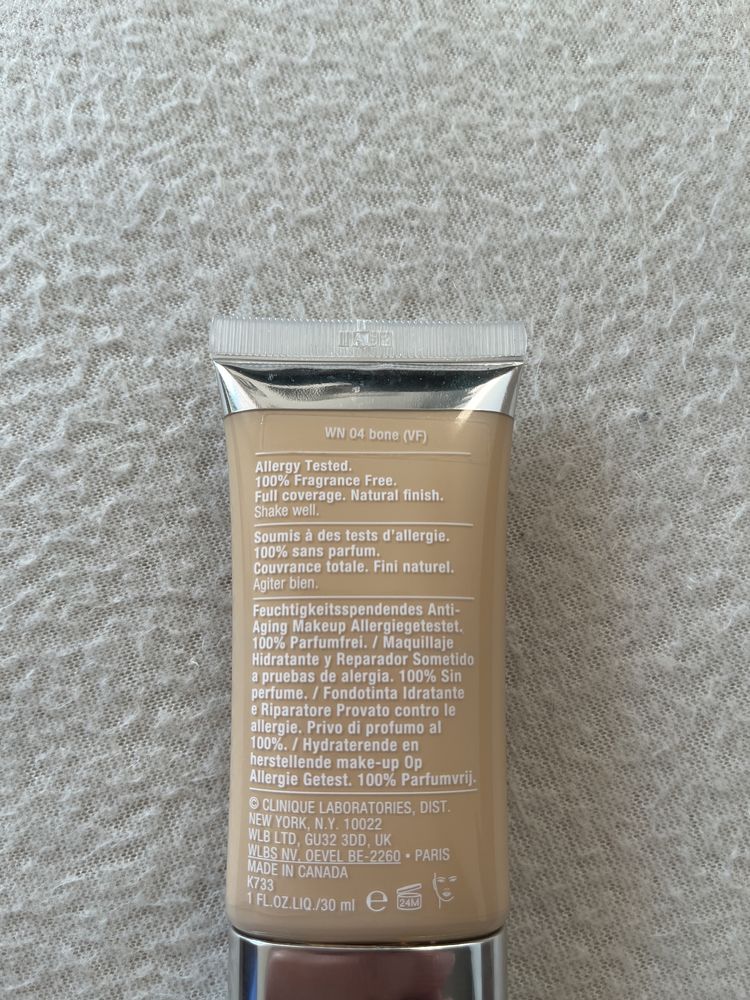 WN 04 bone (VF)
Allergy Tested.
100% Fragrance Free.
Full coverage. Natural finish.
Shake well.
Soumis à des tests d'allergie.
100% sans parfum.
Couvrance totale. Fini naturel.
Agiter bien.
Feuchtigkeitsspendendes Anti-
Aging Makeup Allergiegetestet.
100% Parfumfrei. / Maquillaje
Hidratante y Reparador Sometido
a pruebas de alergia. 100% Sin
perfume. / Fondotinta Idratante
e Riparatore Provato contro le
allergie. Privo di profumo al
100%. / Hydraterende en
herstellende make-up Op
Allergie Getest. 100% Parfumvrij.
© CLINIQUE LABORATORIES, DIST.
NEW YORK, N.Y. 10022
WLB LTD, GU32 3DD, UK
WLBS NV, OEVEL BE-2260 • PARIS
MADE IN CANADA
K733
1 FL.OZ.LIQ./30 ml ℮ 24M